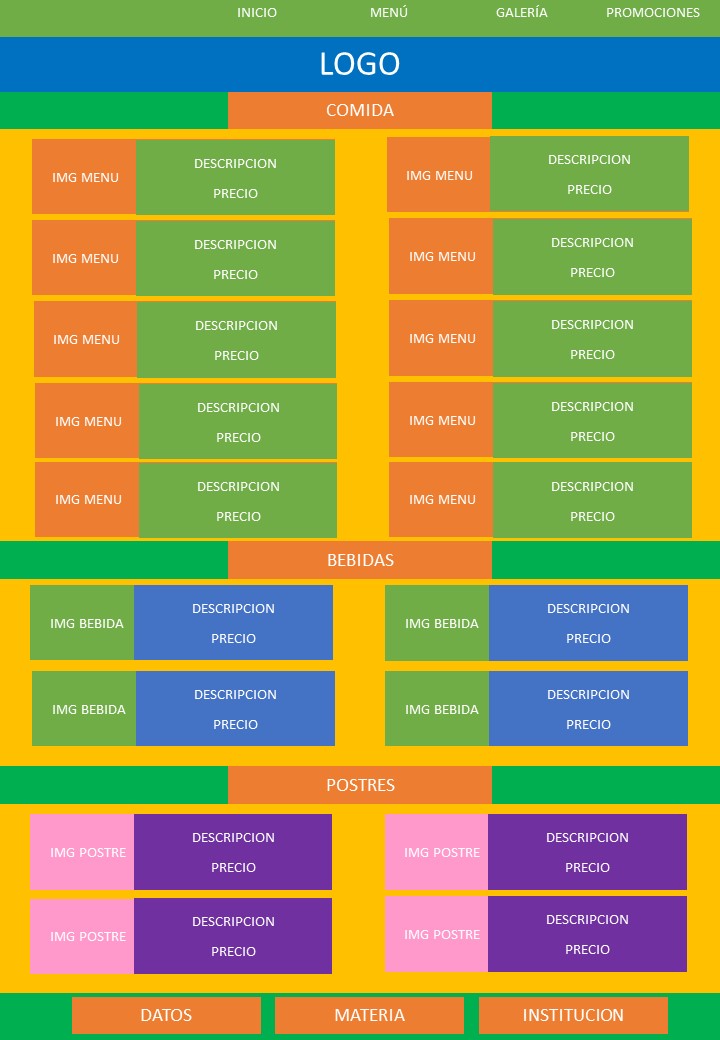 INICIO MENÚ GALERÍA PROMOCIONES
LOGO
COMIDA
IMG MENU DESCRIPCION PRECIO IMG MENU DESCRIPCION PRECIO
IMG MENU DESCRIPCION PRECIO IMG MENU DESCRIPCION PRECIO
IMG MENU DESCRIPCION PRECIO IMG MENU DESCRIPCION PRECIO
IMG MENU DESCRIPCION PRECIO IMG MENU DESCRIPCION PRECIO
IMG MENU DESCRIPCION PRECIO IMG MENU DESCRIPCION PRECIO
BEBIDAS
IMG BEBIDA DESCRIPCION PRECIO IMG BEBIDA DESCRIPCION PRECIO
IMG BEBIDA DESCRIPCION PRECIO IMG BEBIDA DESCRIPCION PRECIO
POSTRES
IMG POSTRE DESCRIPCION PRECIO IMG POSTRE DESCRIPCION PRECIO
IMG POSTRE DESCRIPCION PRECIO IMG POSTRE DESCRIPCION PRECIO
DATOS MATERIA INSTITUCION